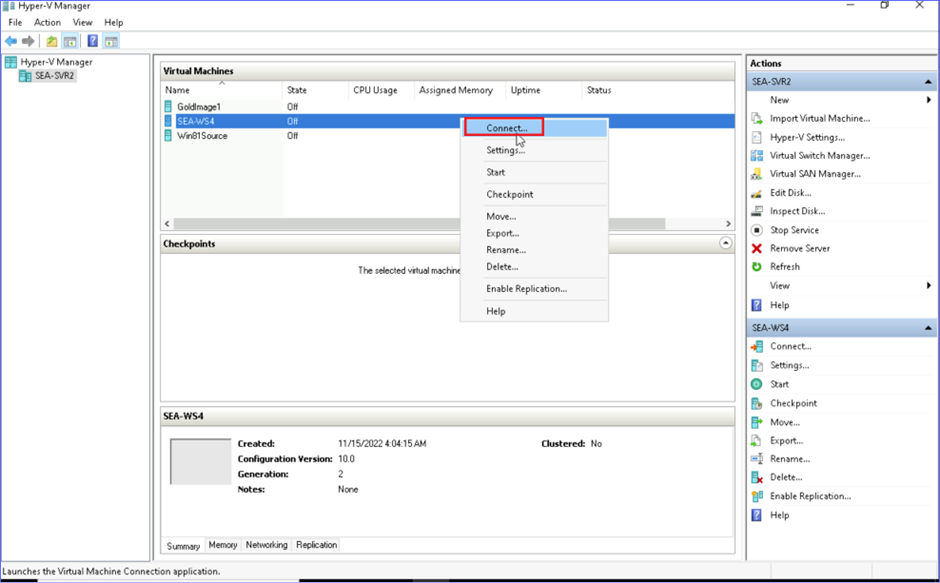 Hyper-V Manager
File Action View Help
Hyper-V Manager
SEA-SVR2
Virtual Machines
Name State CPU Usage Assigned Memory Uptime Status
GoldImage1 Off
SEA-WS4 Off
Win81Source Off
Connect...
Settings...
Start
Checkpoint
Move...
Export...
Rename...
Delete...
Enable Replication...
Help
Checkpoints
The selected virtual machine
SEA-WS4
Created: 11/15/2022 4:04:15 AM Clustered: No
Configuration Version: 10.0
Generation: 2
Notes: None
Summary Memory Networking Replication
Actions
SEA-SVR2
New
Import Virtual Machine...
Hyper-V Settings...
Virtual Switch Manager...
Virtual SAN Manager...
Edit Disk...
Inspect Disk...
Stop Service
Remove Server
Refresh
View
Help
SEA-WS4
Connect...
Settings...
Start
Checkpoint
Move...
Export...
Rename...
Delete...
Enable Replication...
Help
Launches the Virtual Machine Connection application.